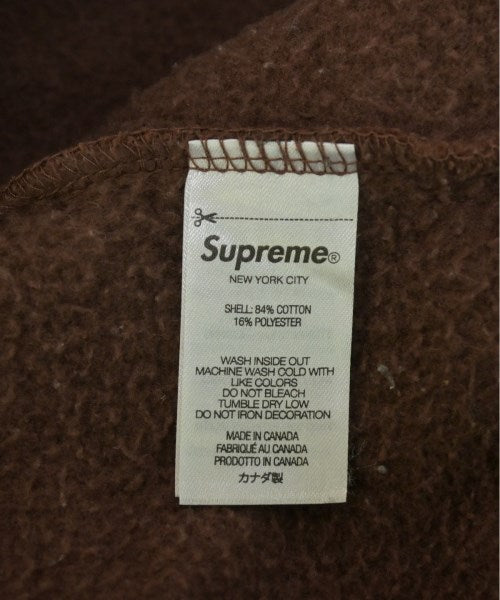 Supreme®
NEW YORK CITY
SHELL: 84% COTTON
16% POLYESTER
WASH INSIDE OUT
MACHINE WASH COLD WITH
LIKE COLORS
DO NOT BLEACH
TUMBLE DRY LOW
DO NOT IRON DECORATION
MADE IN CANADA
FABRIQUÉ AU CANADA
PRODOTTO IN CANADA
カナダ製